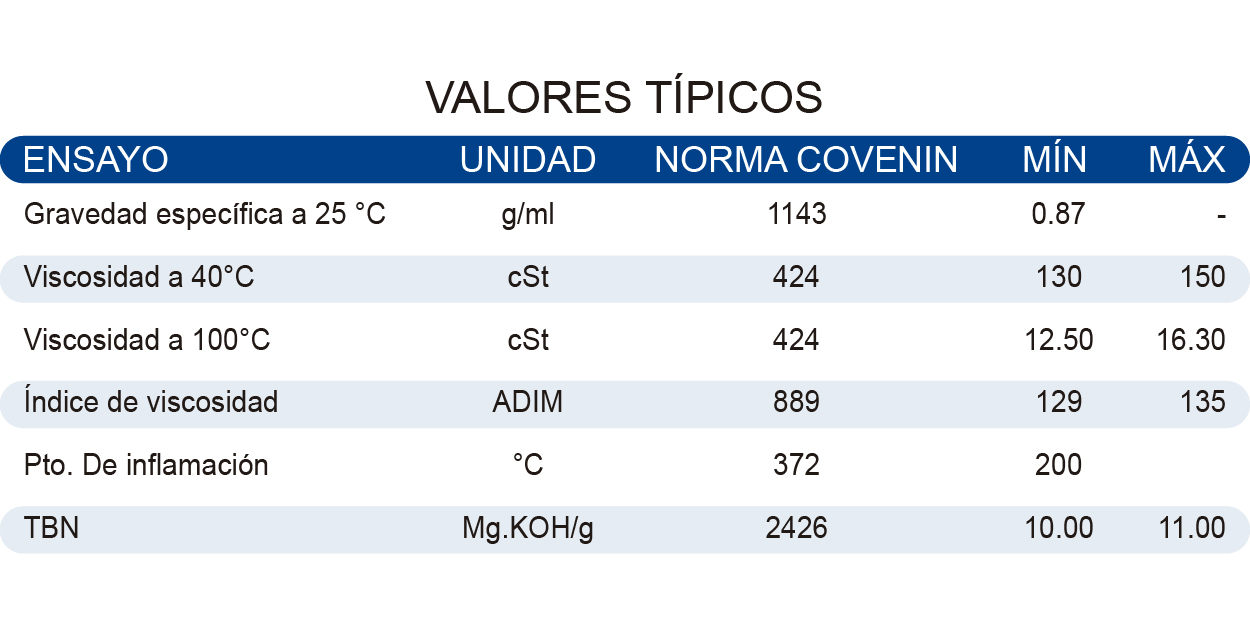 VALORES TÍPICOS
ENSAYO UNIDAD NORMA COVENIN MÍN MÁX
Gravedad específica a 25 °C g/ml 1143 0.87 -
Viscosidad a 40°C cSt 424 130 150
Viscosidad a 100°C cSt 424 12.50 16.30
Índice de viscosidad ADIM 889 129 135
Pto. De inflamación °C 372 200
TBN Mg.KOH/g 2426 10.00 11.00